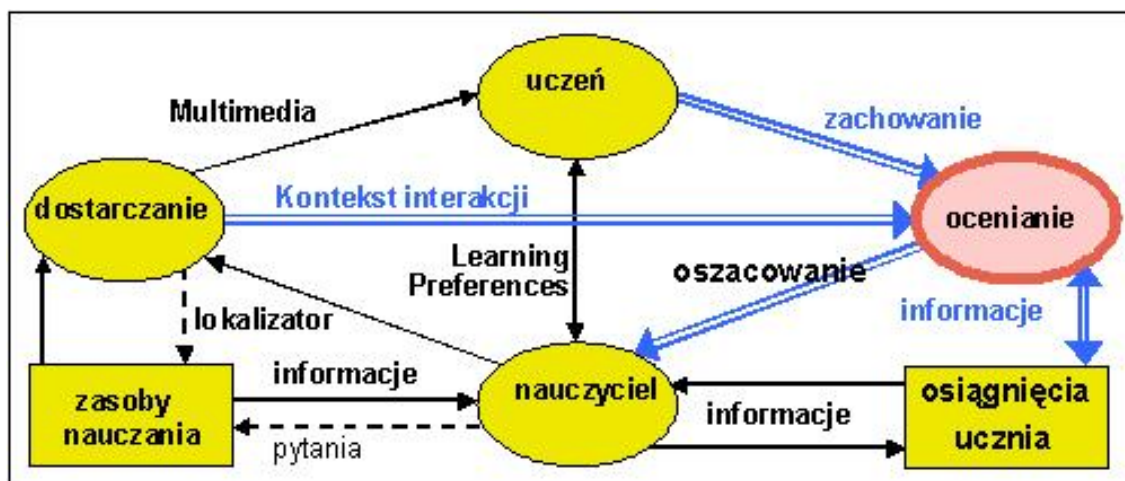 uczeń
Multimedia
zachowanie
dostarczanie
Kontekst interakcji
ocenianie
Learning
Preferences
oszacowanie
lokalizator
informacje
informacje
nauczyciel
zasoby
nauczania
pytania
informacje
osiągnięcia
ucznia